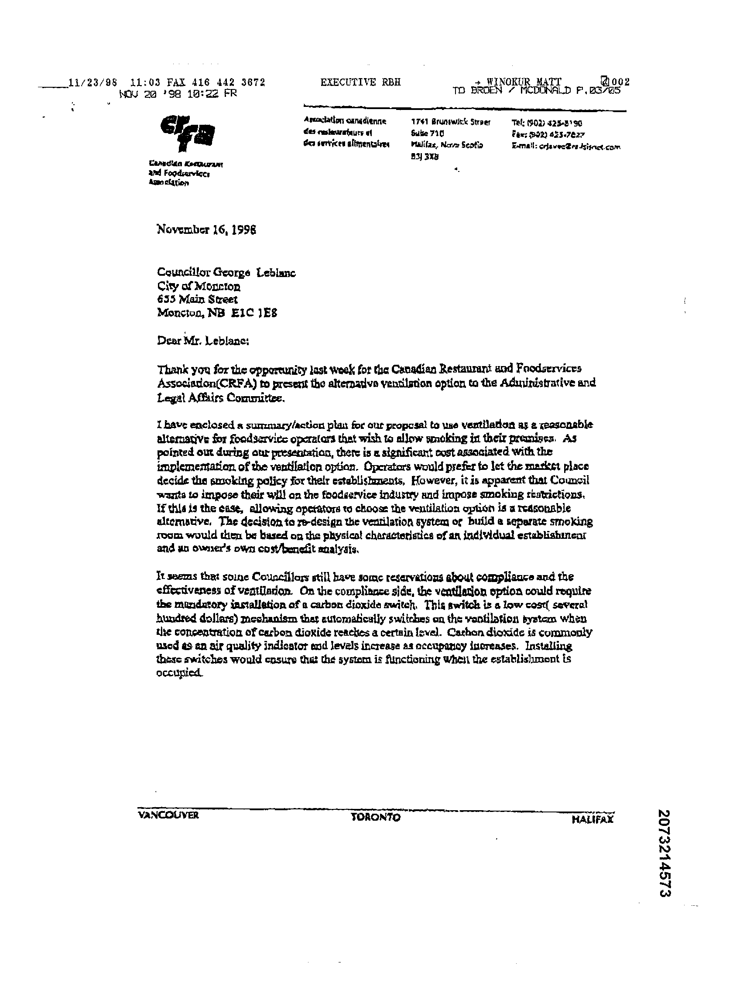 11/23/98 11:03 FAX 416 442 3672 EXECUTIVE RBH → WINOKUR MATT 002
NOV 20 '98 10:22 FR TO BROEN / MCDONALD P.03/05
crfa
Canadian Restaurant
and Foodservices
Association
Association canadienne
des restaurateurs et
des services alimentaires
1741 Brunswick Street
Suite 710
Halifax, Nova Scotia
B3J 3X8
Tel: (902) 425-8190
Fax: (902) 423-7827
E-mail:
November 16, 1998
Councillor George Leblanc
City of Moncton
655 Main Street
Moncton, NB E1C 1E8
Dear Mr. Leblanc:
Thank you for the opportunity last week for the Canadian Restaurant and Foodservices
Association(CRFA) to present the alternative ventilation option to the Administrative and
Legal Affairs Committee.
I have enclosed a summary/action plan for our proposal to use ventilation as a reasonable
alternative for foodservice operators that wish to allow smoking in their premises. As
pointed out during our presentation, there is a significant cost associated with the
implementation of the ventilation option. Operators would prefer to let the market place
decide the smoking policy for their establishments. However, it is apparent that Council
wants to impose their will on the foodservice industry and impose smoking restrictions.
If this is the case, allowing operators to choose the ventilation option is a reasonable
alternative. The decision to re-design the ventilation system or build a separate smoking
room would then be based on the physical characteristics of an individual establishment
and an owner's own cost/benefit analysis.
It seems that some Councillors still have some reservations about compliance and the
effectiveness of ventilation. On the compliance side, the ventilation option could require
the mandatory installation of a carbon dioxide switch. This switch is a low cost( several
hundred dollars) mechanism that automatically switches on the ventilation system when
the concentration of carbon dioxide reaches a certain level. Carbon dioxide is commonly
used as an air quality indicator and levels increase as occupancy increases. Installing
these switches would ensure that the system is functioning when the establishment is
occupied.
VANCOUVER TORONTO HALIFAX
2073214573